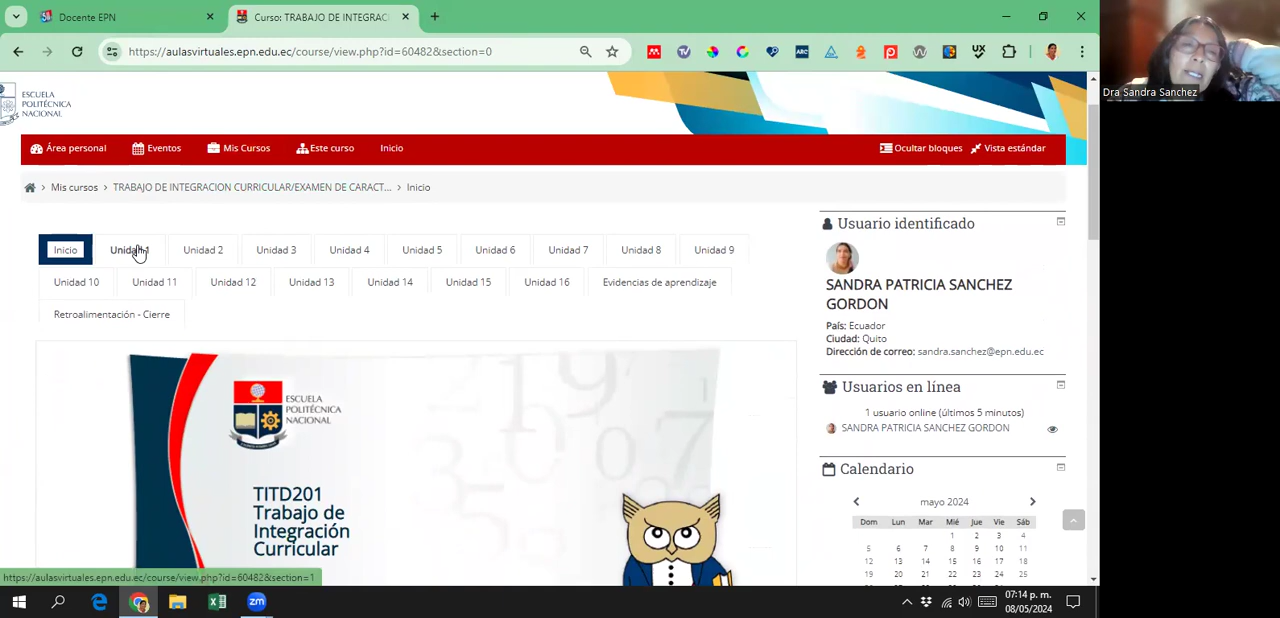 Docente EPN
Curso: TRABAJO DE INTEGRAC
https://aulasvirtuales.epn.edu.ec/course/view.php?id=60482&section=0
Dra Sandra Sanchez
ESCUELA
POLITÉCNICA
NACIONAL
Área personal
Eventos
Mis Cursos
Este curso
Inicio
Ocultar bloques
Vista estándar
Mis cursos
TRABAJO DE INTEGRACION CURRICULAR/EXAMEN DE CARACT...
Inicio
Inicio
Unidad 1
Unidad 2
Unidad 3
Unidad 4
Unidad 5
Unidad 6
Unidad 7
Unidad 8
Unidad 9
Unidad 10
Unidad 11
Unidad 12
Unidad 13
Unidad 14
Unidad 15
Unidad 16
Evidencias de aprendizaje
Retroalimentación - Cierre
ESCUELA
POLITÉCNICA
NACIONAL
TITD201
Trabajo de
Integración
Curricular
Usuario identificado
SANDRA PATRICIA SANCHEZ
GORDON
País: Ecuador
Ciudad: Quito
Dirección de correo: sandra.sanchez@epn.edu.ec
Usuarios en línea
1 usuario online (últimos 5 minutos)
SANDRA PATRICIA SANCHEZ GORDON
Calendario
mayo 2024
Dom Lun Mar Mié Jue Vie Sáb
1 2 3 4
5 6 7 8 9 10 11
12 13 14 15 16 17 18
19 20 21 22 23 24 25
https://aulasvirtuales.epn.edu.ec/course/view.php?id=60482&section=1
07:14 p. m.
08/05/2024